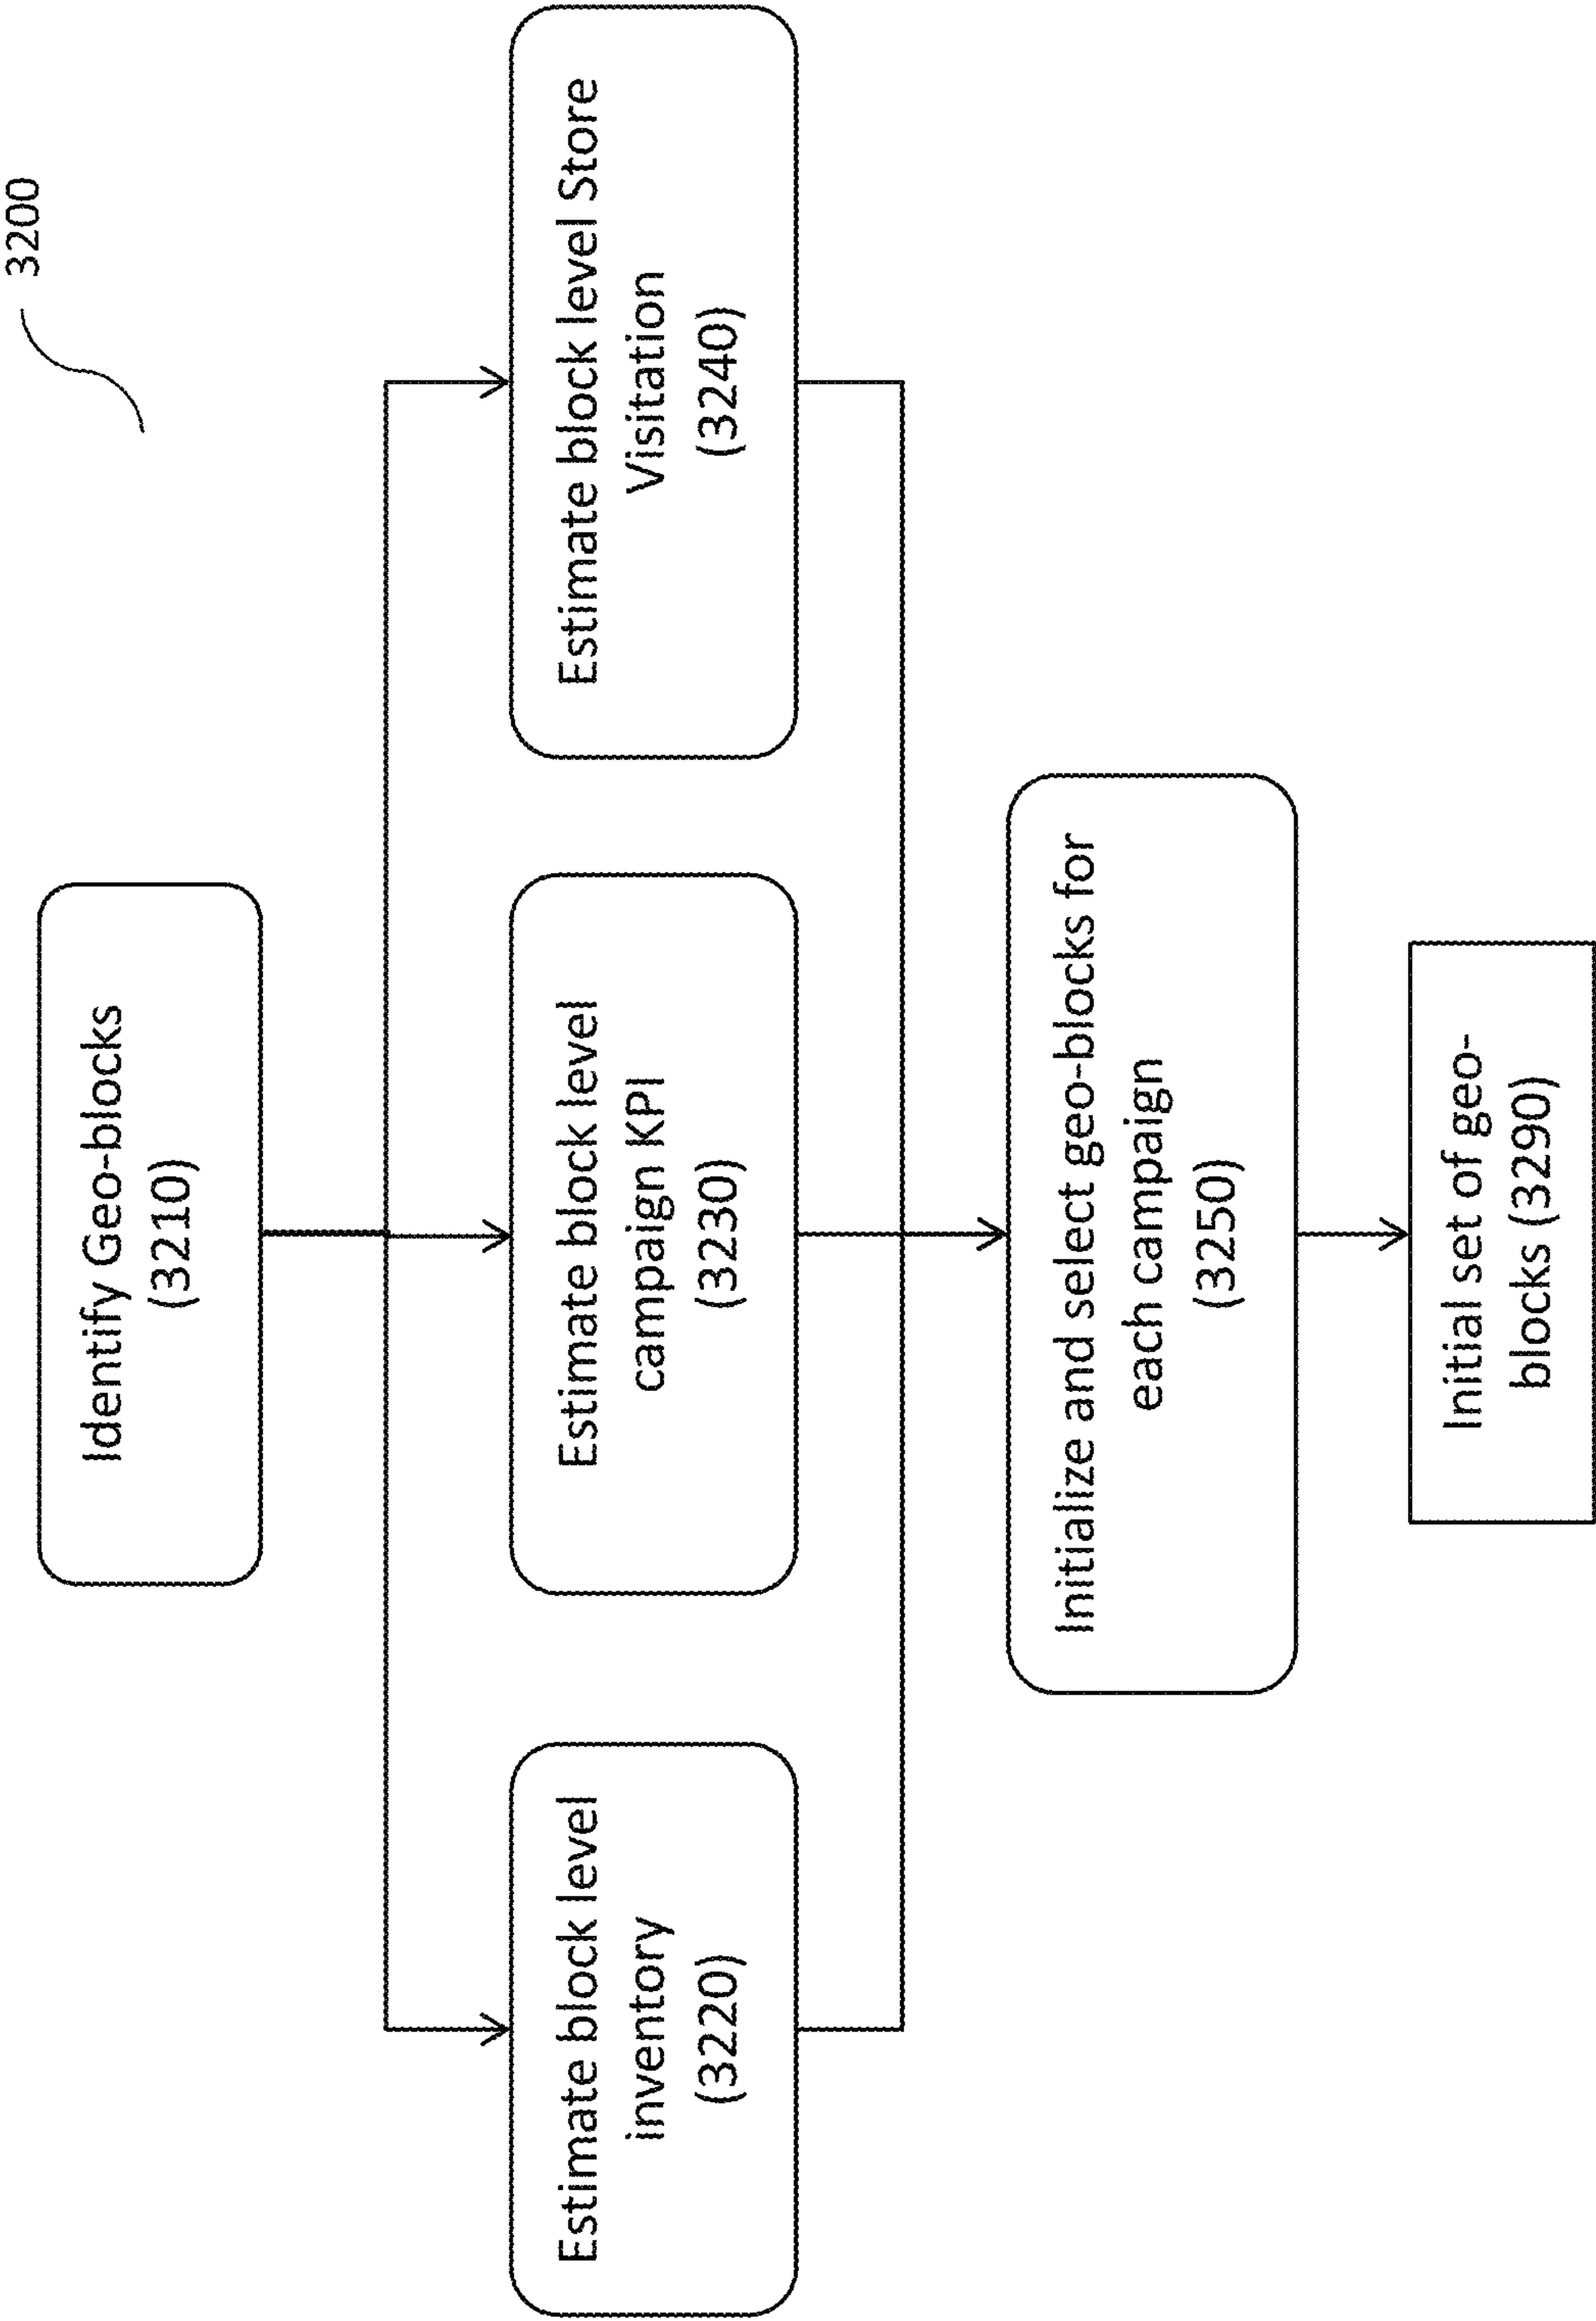 3200
Identify Geo-blocks
(3210)
Estimate block level
inventory
(3220)
Estimate block level
campaign KPI
(3230)
Estimate block level Store
Visitation
(3240)
Initialize and select geo-blocks for
each campaign
(3250)
Initial set of geo-
blocks (3290)